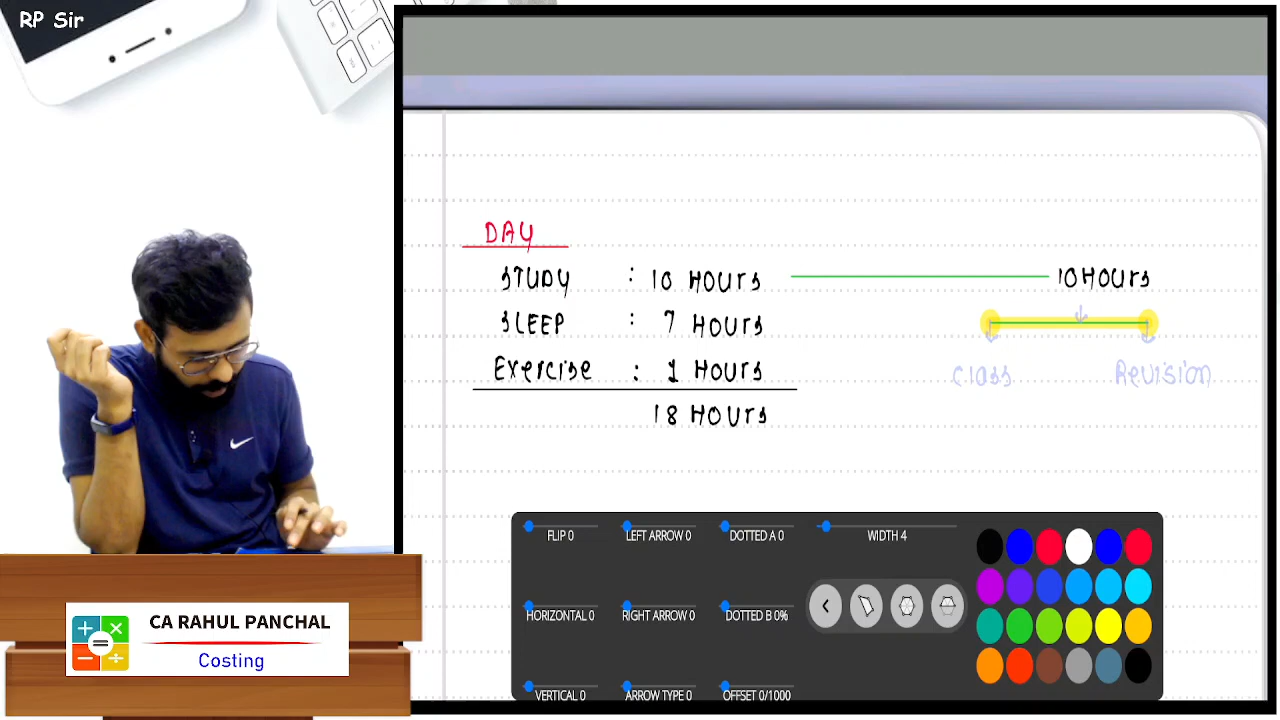 RP Sir
DAY
STUDY : 10 HOURS 10 HOURS
SLEEP : 7 HOURS
Exercise : 1 HOURS Class Revision
18 HOURS
FLIP 0 LEFT ARROW 0 DOTTED A 0 WIDTH 4
HORIZONTAL 0 RIGHT ARROW 0 DOTTED B 0%
VERTICAL 0 ARROW TYPE 0 OFFSET 0/1000
CA RAHUL PANCHAL
Costing